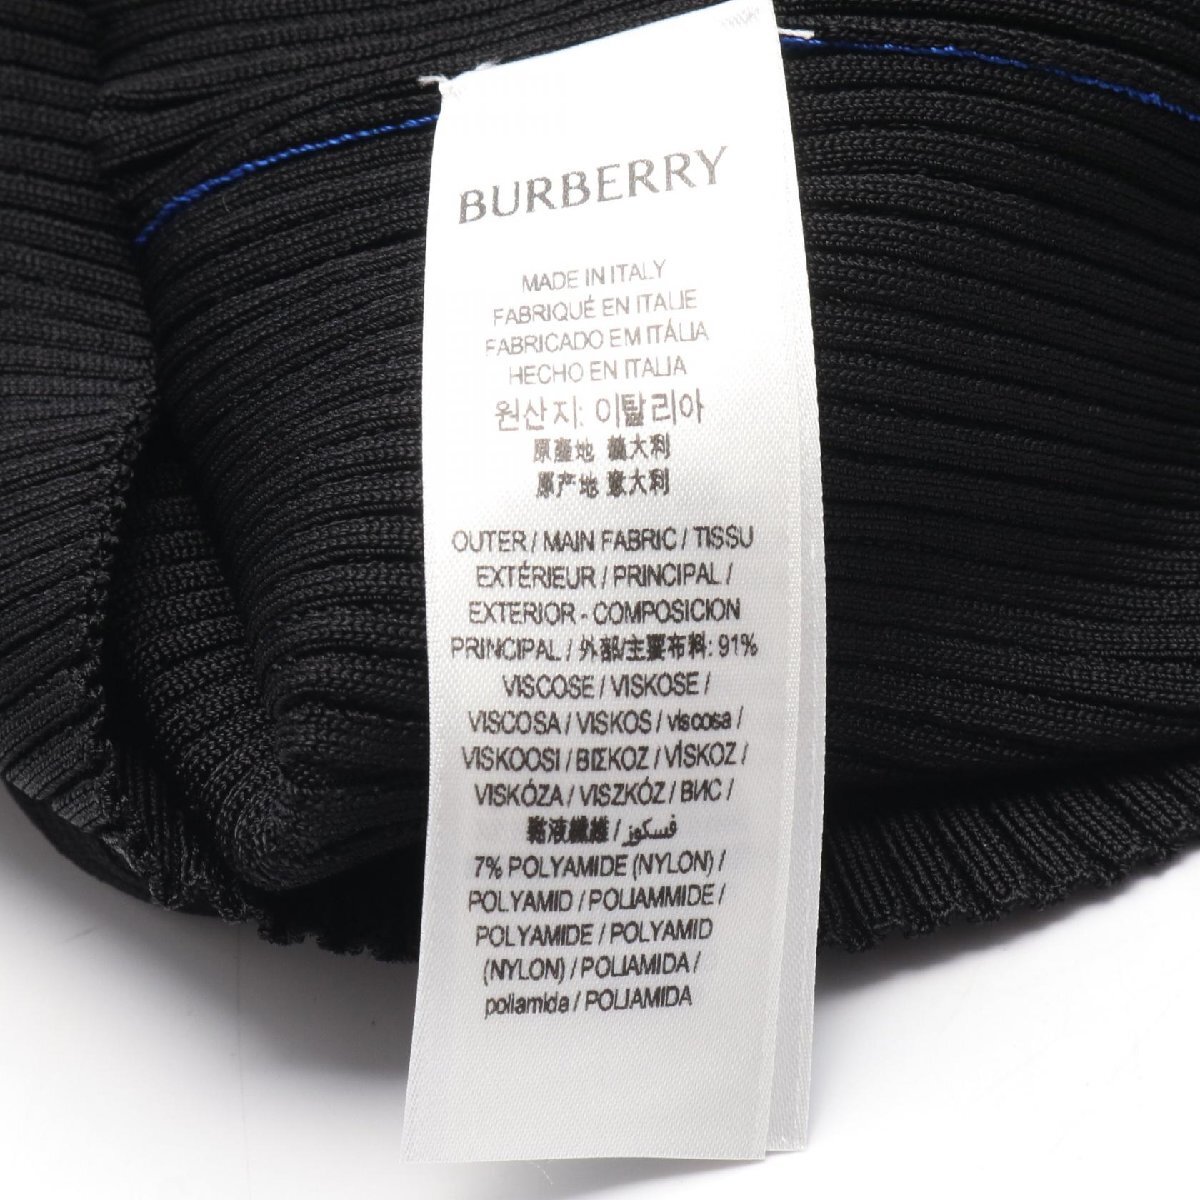 BURBERRY
MADE IN ITALY
FABRIQUÉ EN ITALIE
FABRICADO EM ITÁLIA
HECHO EN ITALIA
원산지: 이탈리아
原產地 義大利
原产地 意大利
OUTER / MAIN FABRIC / TISSU
EXTÉRIEUR / PRINCIPAL /
EXTERIOR - COMPOSICION
PRINCIPAL / 外部/主要布料: 91%
VISCOSE / VISKOSE /
VISCOSA / VISKOS / viscosa /
VISKOOSI / ΒΙΣΚΟΖ / VÍSKOZ /
VISKÓZA / VISZKÓZ / ВИС /
黏液纖維 / فسكوز
7% POLYAMIDE (NYLON) /
POLYAMID / POLIAMMIDE /
POLYAMIDE / POLYAMID
(NYLON) / POLIAMIDA /
poliamida / POLIAMIDA